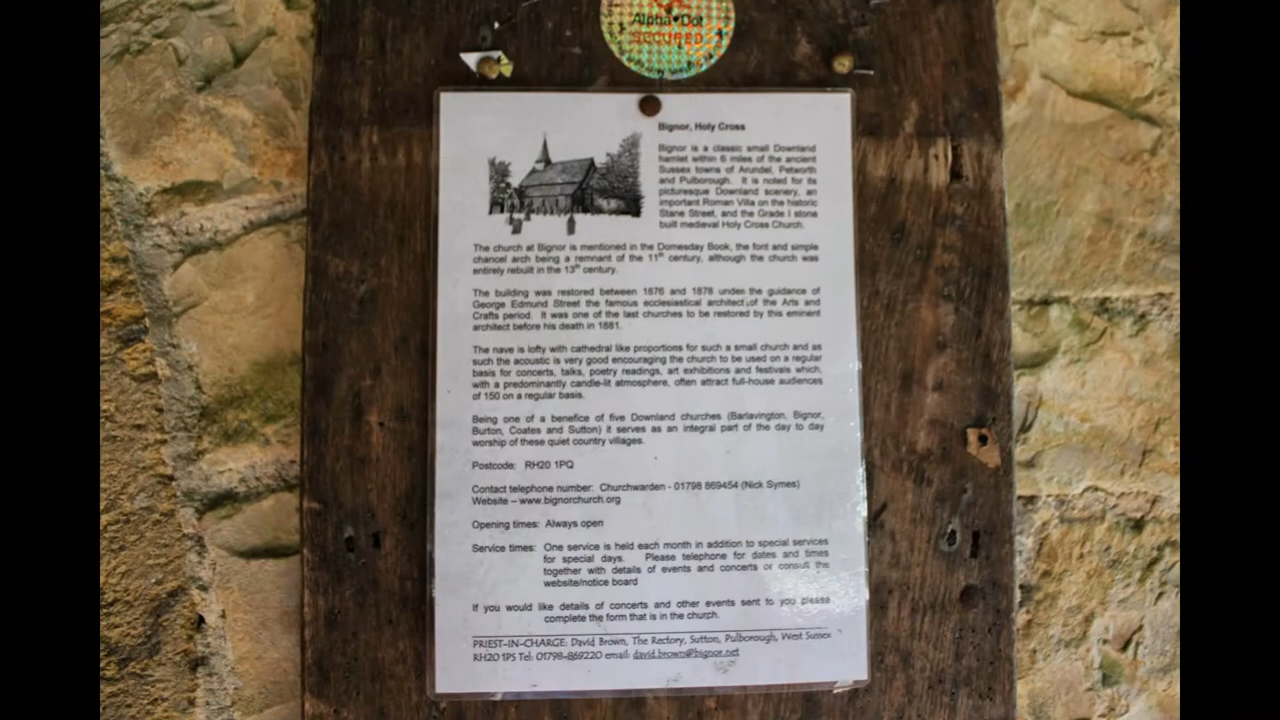 Alpha Dot
SECURED
Bignor, Holy Cross
Bignor is a classic small Downland
hamlet within 6 miles of the ancient
Sussex towns of Arundel, Petworth
and Pulborough. It is noted for its
picturesque Downland scenery, an
important Roman Villa on the historic
Stane Street, and the Grade I stone
built medieval Holy Cross Church.
The church at Bignor is mentioned in the Domesday Book, the font and simple
chancel arch being a remnant of the 11th century, although the church was
entirely rebuilt in the 13th century.
The building was restored between 1876 and 1878 under the guidance of
George Edmund Street the famous ecclesiastical architect of the Arts and
Crafts period. It was one of the last churches to be restored by this eminent
architect before his death in 1881.
The nave is lofty with cathedral like proportions for such a small church and as
such the acoustic is very good encouraging the church to be used on a regular
basis for concerts, talks, poetry readings, art exhibitions and festivals which,
with a predominantly candle-lit atmosphere, often attract full-house audiences
of 150 on a regular basis.
Being one of a benefice of five Downland churches (Barlavington, Bignor,
Burton, Coates and Sutton) it serves as an integral part of the day to day
worship of these quiet country villages.
Postcode: RH20 1PQ
Contact telephone number: Churchwarden - 01798 869454 (Nick Symes)
Website – www.bignorchurch.org
Opening times: Always open
Service times: One service is held each month in addition to special services
for special days. Please telephone for dates and times
together with details of events and concerts or consult the
website/notice board
If you would like details of concerts and other events sent to you please
complete the form that is in the church.
PRIEST-IN-CHARGE: David Brown, The Rectory, Sutton, Pulborough, West Sussex
RH20 1PS Tel: 01798-869220 email: david.brown@bignor.net